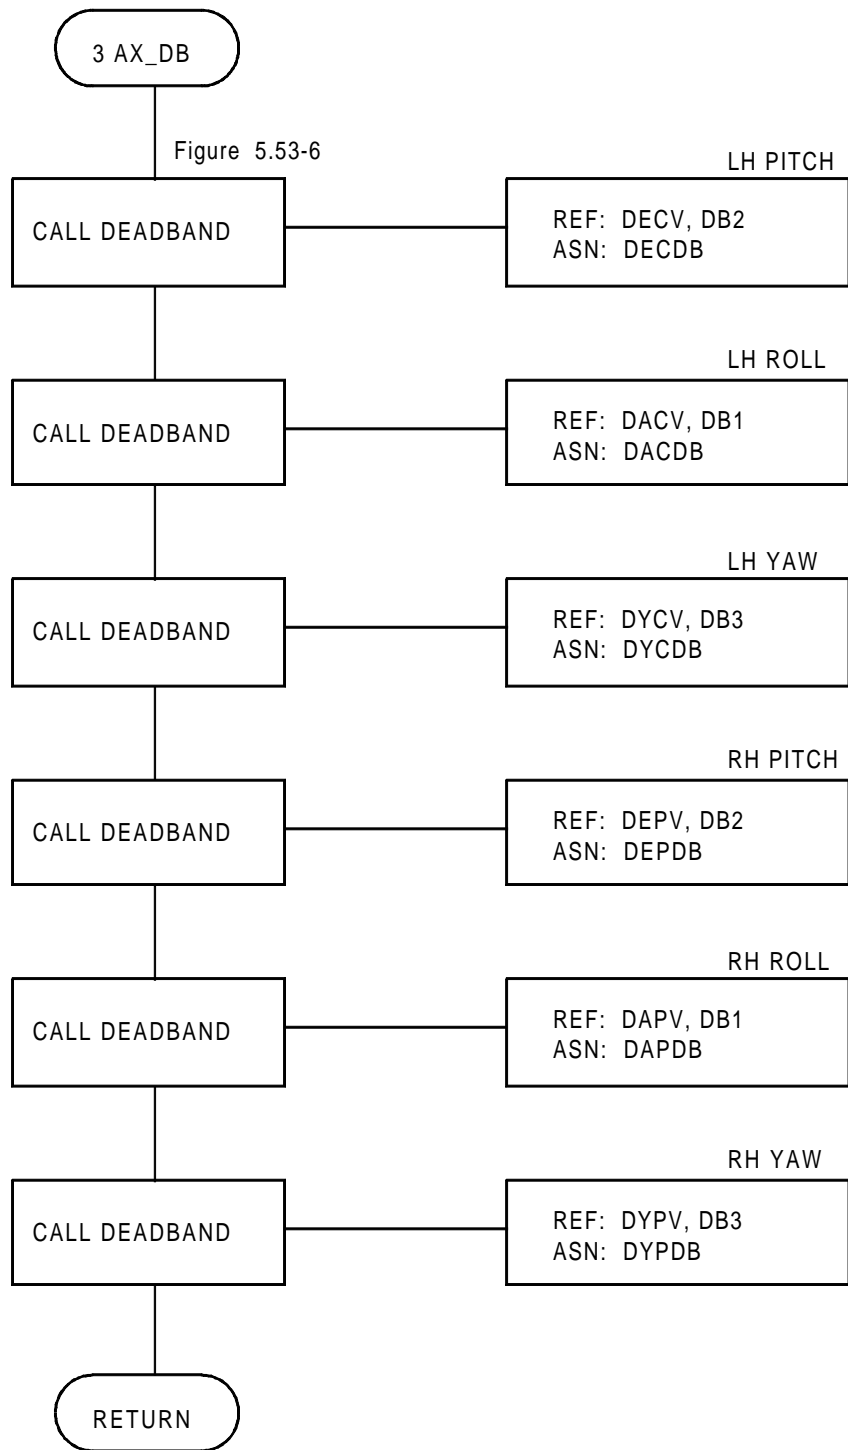 3 AX_DB
Figure 5.53-6
LH PITCH
CALL DEADBAND
REF: DECV, DB2
ASN: DECDB
LH ROLL
CALL DEADBAND
REF: DACV, DB1
ASN: DACDB
LH YAW
CALL DEADBAND
REF: DYCV, DB3
ASN: DYCDB
RH PITCH
CALL DEADBAND
REF: DEPV, DB2
ASN: DEPDB
RH ROLL
CALL DEADBAND
REF: DAPV, DB1
ASN: DAPDB
RH YAW
CALL DEADBAND
REF: DYPV, DB3
ASN: DYPDB
RETURN